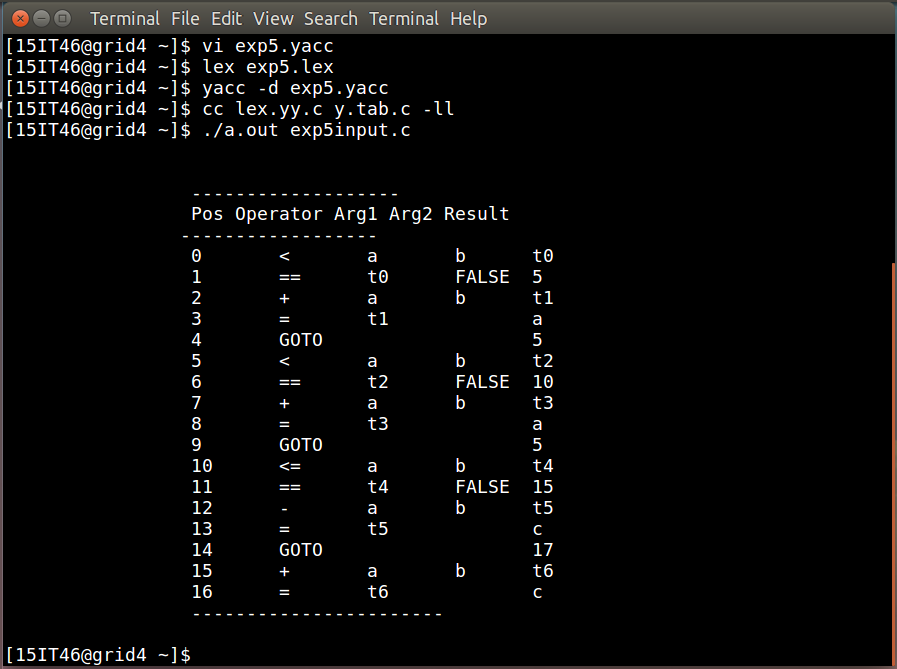 Terminal File Edit View Search Terminal Help
[15IT46@grid4 ~]$ vi exp5.yacc
[15IT46@grid4 ~]$ lex exp5.lex
[15IT46@grid4 ~]$ yacc -d exp5.yacc
[15IT46@grid4 ~]$ cc lex.yy.c y.tab.c -ll
[15IT46@grid4 ~]$ ./a.out exp5input.c
-------------------
Pos Operator Arg1 Arg2 Result
------------------
0 < a b t0
1 == t0 FALSE 5
2 + a b t1
3 = t1 a
4 GOTO 5
5 < a b t2
6 == t2 FALSE 10
7 + a b t3
8 = t3 a
9 GOTO 5
10 <= a b t4
11 == t4 FALSE 15
12 - a b t5
13 = t5 c
14 GOTO 17
15 + a b t6
16 = t6 c
-----------------------
[15IT46@grid4 ~]$